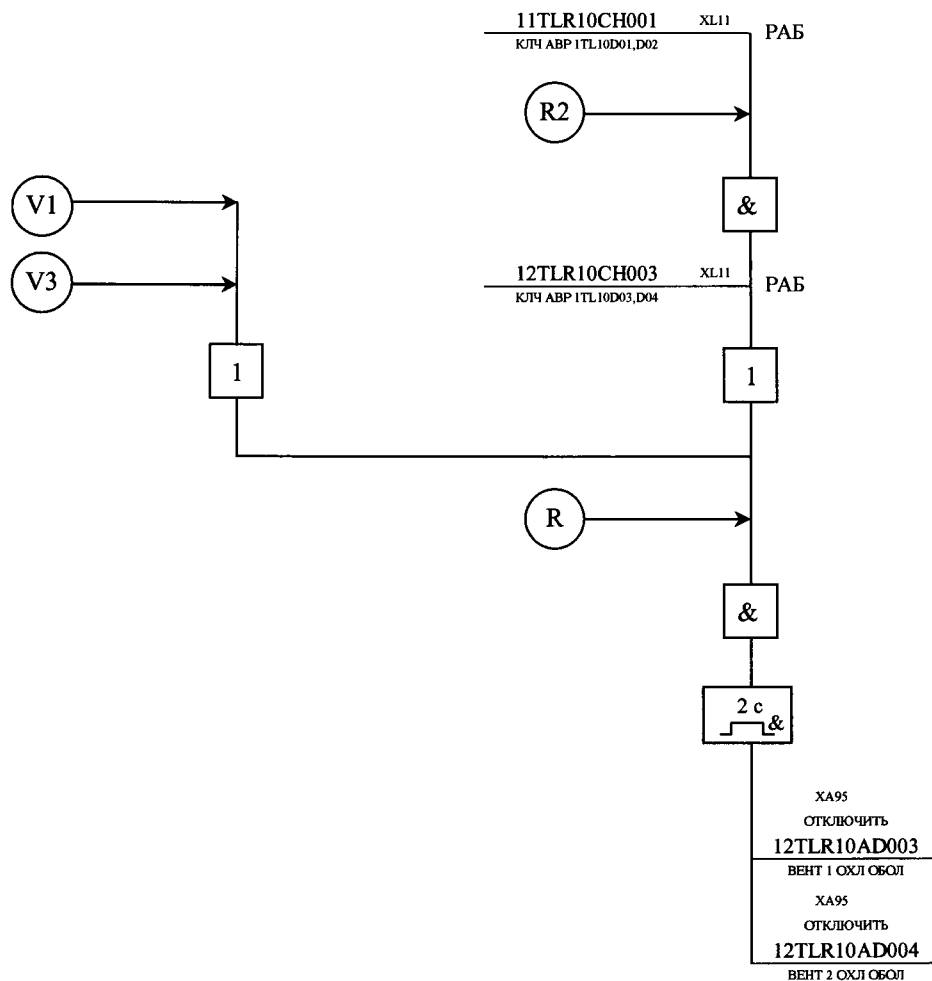 11TLR10CH001 XL11 РАБ
КЛЧ АВР 1TL10D01,D02
R2
V1
&
V3
12TLR10CH003 XL11 РАБ
КЛЧ АВР 1TL10D03,D04
1
1
R
&
2 с
&
XA95
ОТКЛЮЧИТЬ
12TLR10AD003
ВЕНТ 1 ОХЛ ОБОЛ
XA95
ОТКЛЮЧИТЬ
12TLR10AD004
ВЕНТ 2 ОХЛ ОБОЛ